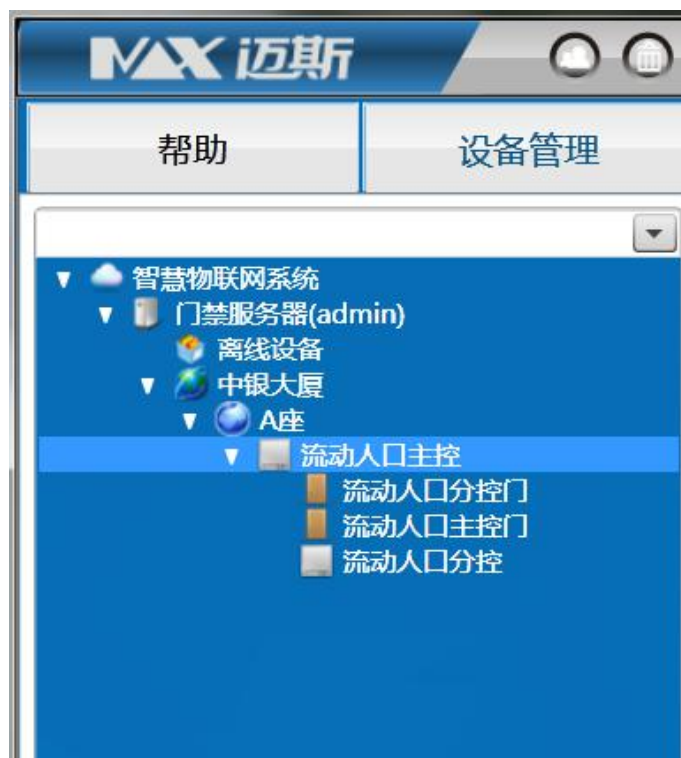 MAX迈斯
帮助
设备管理
智慧物联网系统
门禁服务器(admin)
离线设备
中银大厦
A座
流动人口主控
流动人口分控门
流动人口主控门
流动人口分控